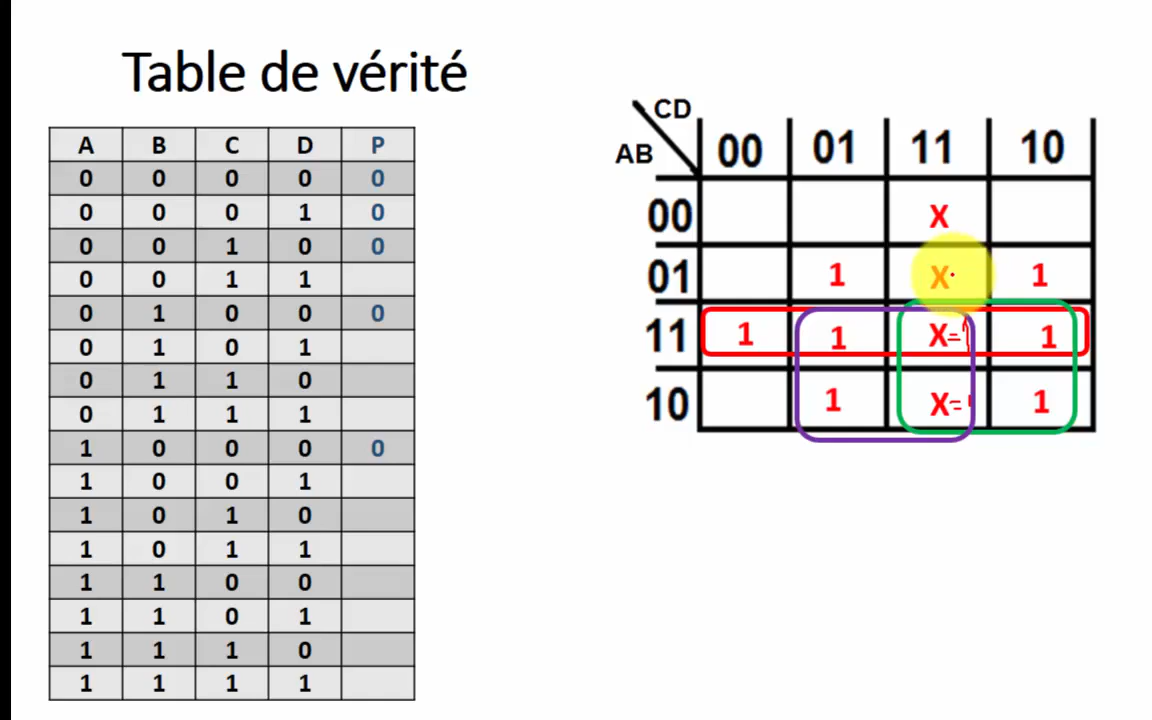 Table de vérité
A B C D P
0 0 0 0 0
0 0 0 1 0
0 0 1 0 0
0 0 1 1
0 1 0 0 0
0 1 0 1
0 1 1 0
0 1 1 1
1 0 0 0 0
1 0 0 1
1 0 1 0
1 0 1 1
1 1 0 0
1 1 0 1
1 1 1 0
1 1 1 1
CD
AB 00 01 11 10
00 X
01 1 X 1
11 1 1 X=1 1
10 1 X=1 1